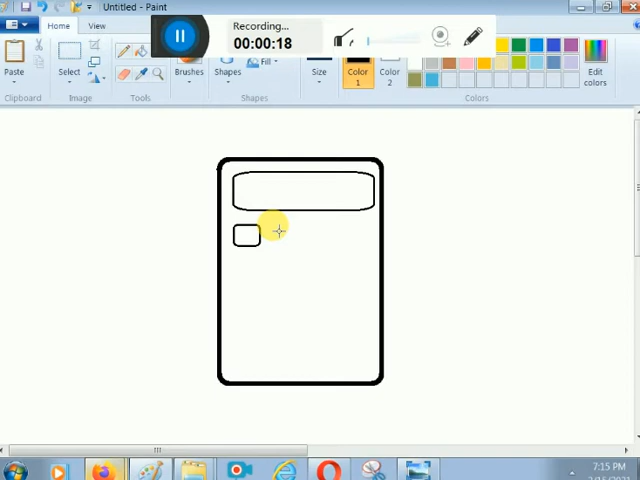 Untitled - Paint
Recording...
00:00:18
Home
View
Paste
Select
Brushes
Shapes
Fill
Size
Color
1
Color
2
Edit
colors
Clipboard
Image
Tools
Shapes
Colors
7:15 PM